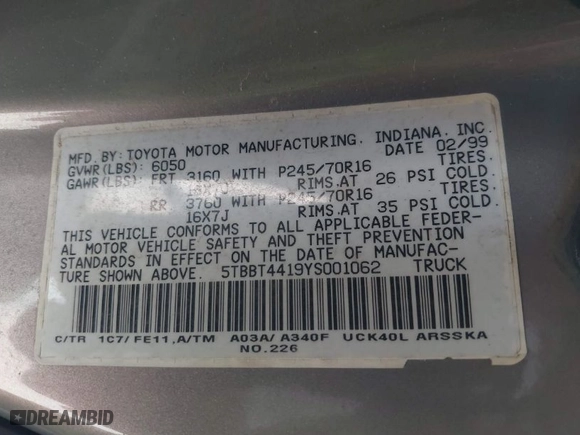 MFD. BY: TOYOTA MOTOR MANUFACTURING, INDIANA, INC.
GVWR(LBS): 6050 DATE 02/99
GAWR(LBS): FRT 3160 WITH P245/70R16 TIRES.
16X7J RIMS.AT 26 PSI COLD.
RR 3760 WITH P245/70R16 TIRES.
16X7J RIMS.AT 35 PSI COLD.
THIS VEHICLE CONFORMS TO ALL APPLICABLE FEDER-
AL MOTOR VEHICLE SAFETY AND THEFT PREVENTION
STANDARDS IN EFFECT ON THE DATE OF MANUFAC-
TURE SHOWN ABOVE. 5TBBT4419YS001062 TRUCK
C/TR 1C7/ FE11,A/TM A03A/ A340F UCK40L ARSSKA
NO.226
DREAMBID